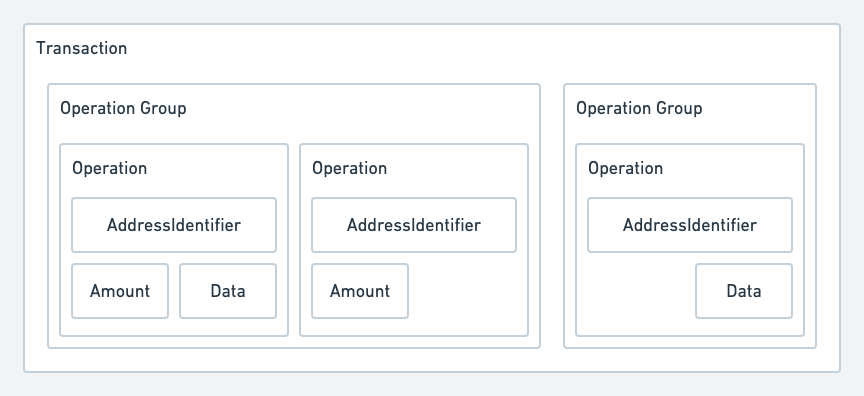 Transaction
Operation Group
Operation
AddressIdentifier
Amount
Data
Operation
AddressIdentifier
Amount
Operation Group
Operation
AddressIdentifier
Data